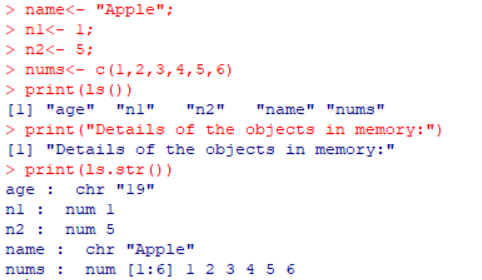 > name<- "Apple";
> n1<- 1;
> n2<- 5;
> nums<- c(1,2,3,4,5,6)
> print(ls())
[1] "age"  "n1"   "n2"   "name" "nums"
> print("Details of the objects in memory:")
[1] "Details of the objects in memory:"
> print(ls.str())
age :  chr "19"
n1 :  num 1
n2 :  num 5
name :  chr "Apple"
nums :  num [1:6] 1 2 3 4 5 6